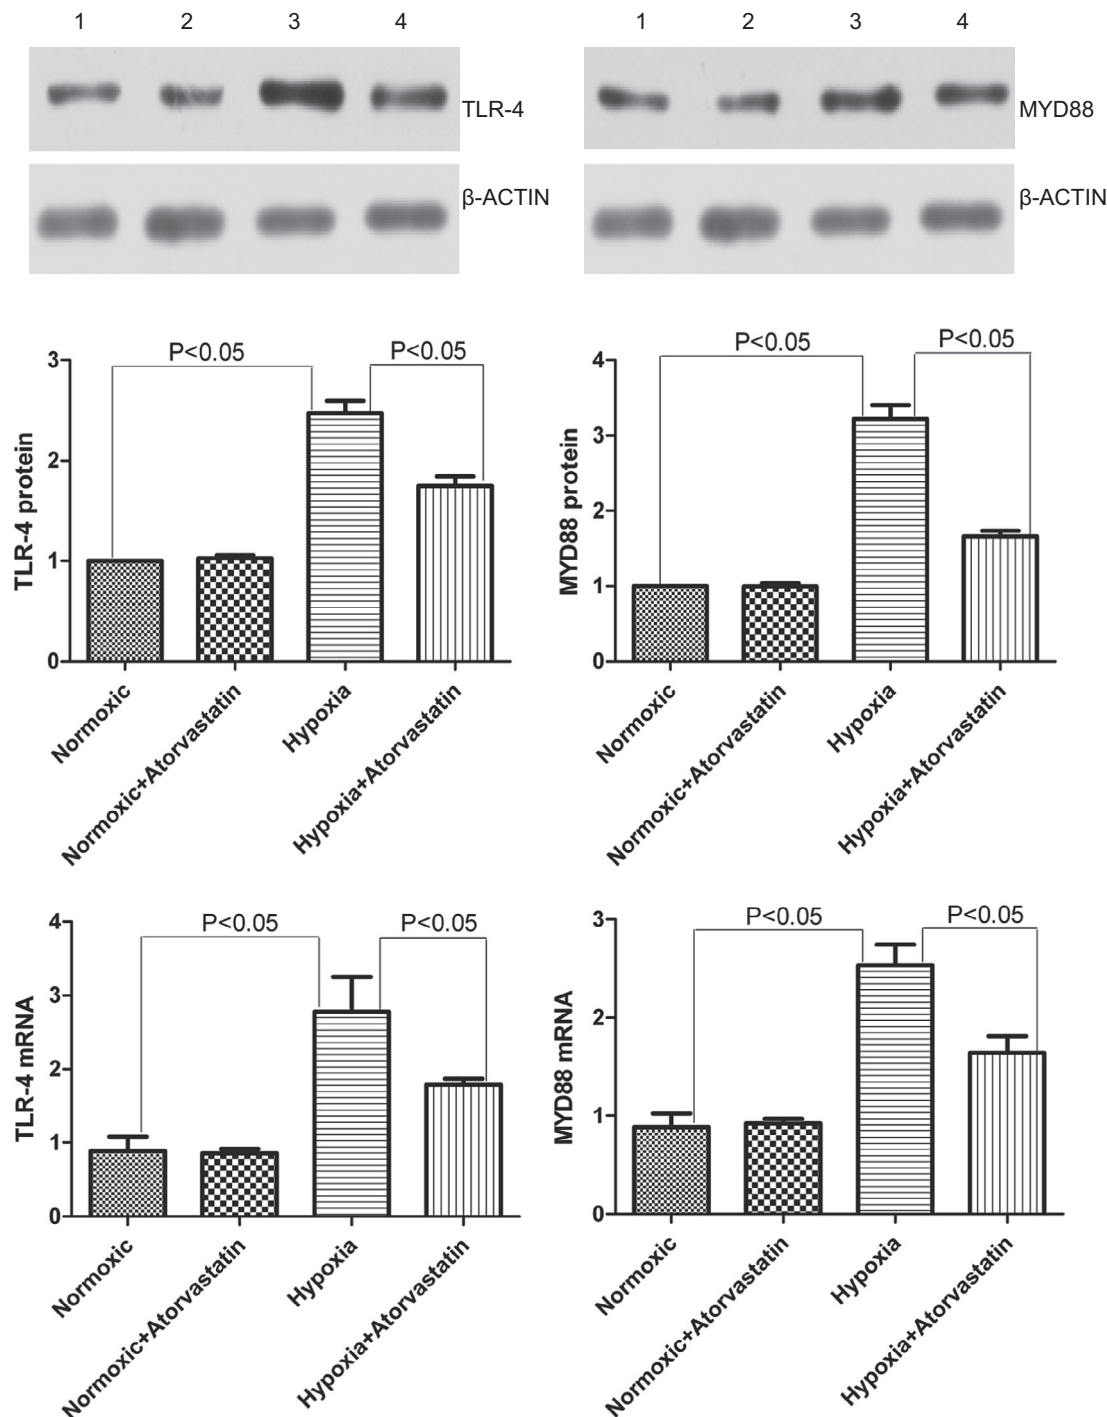 1 2 3 4
TLR-4
β-ACTIN
1 2 3 4
MYD88
β-ACTIN
P<0.05
P<0.05
TLR-4 protein
3
2
1
0
Normoxic
Normoxic+Atorvastatin
Hypoxia
Hypoxia+Atorvastatin
P<0.05
P<0.05
MYD88 protein
4
3
2
1
0
Normoxic
Normoxic+Atorvastatin
Hypoxia
Hypoxia+Atorvastatin
P<0.05
P<0.05
TLR-4 mRNA
4
3
2
1
0
Normoxic
Normoxic+Atorvastatin
Hypoxia
Hypoxia+Atorvastatin
P<0.05
P<0.05
MYD88 mRNA
3
2
1
0
Normoxic
Normoxic+Atorvastatin
Hypoxia
Hypoxia+Atorvastatin